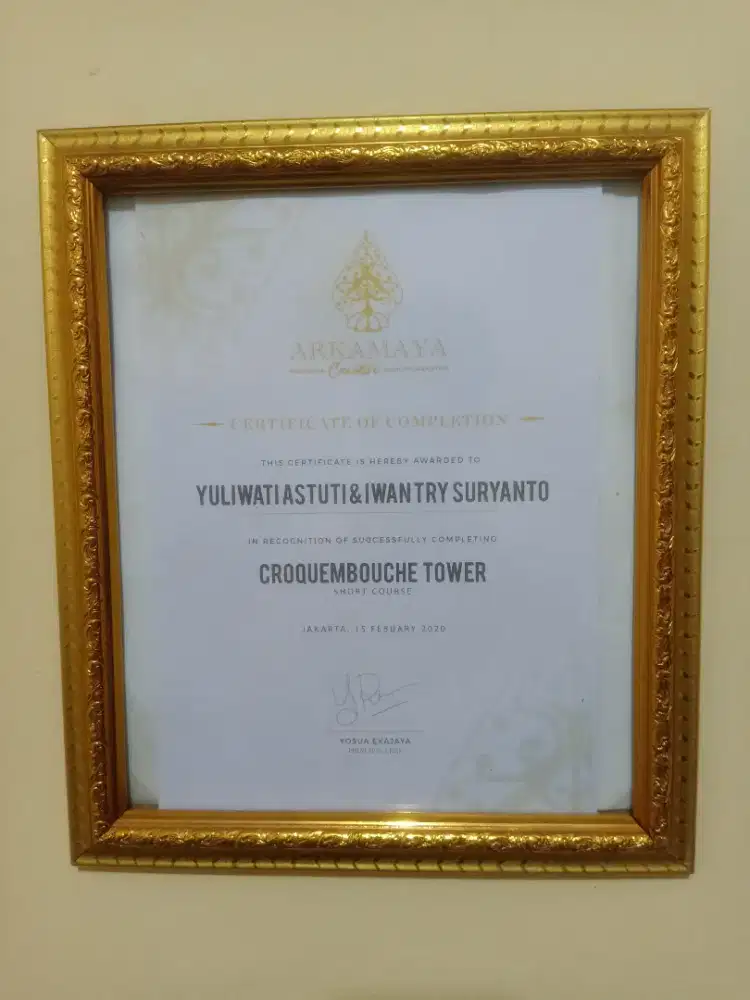 ARKAMAYA
CERTIFICATE OF COMPLETION
THIS CERTIFICATE IS HEREBY AWARDED TO
YULIWATI ASTUTI & IWAN TRY SURYANTO
IN RECOGNITION OF SUCCESSFULLY COMPLETING
CROQUEMBOUCHE TOWER
SHORT COURSE
JAKARTA, 15 FEBUARY 2020
YOSUA EKAJAYA